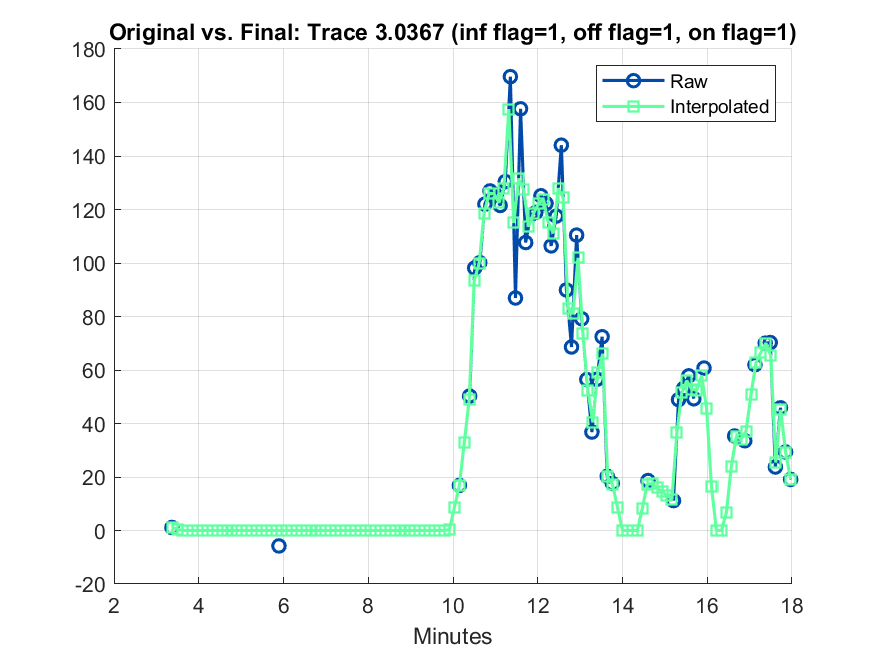 Original vs. Final: Trace 3.0367 (inf flag=1, off flag=1, on flag=1)
180
160
140
120
100
80
60
40
20
0
-20
Raw
Interpolated
2 4 6 8 10 12 14 16 18
Minutes